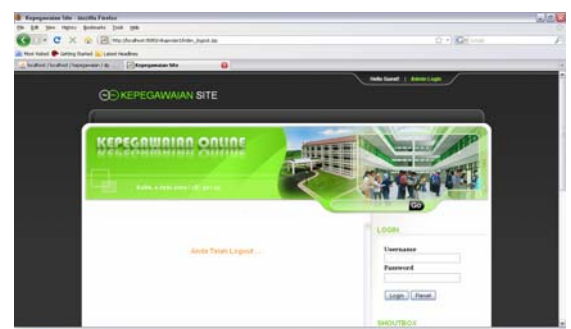 Kepegawaian Site - Mozilla Firefox
File Edit View History Bookmarks Tools Help
Most Visited Getting Started Latest Headlines
Kepegawaian Site
Hello Guest! | Admin Login
KEPEGAWAIAN SITE
KEPEGAWAIAN ONLINE
Go
LOGIN
Anda Telah Logout ...
Username
Password
Login Reset
SHOUTBOX